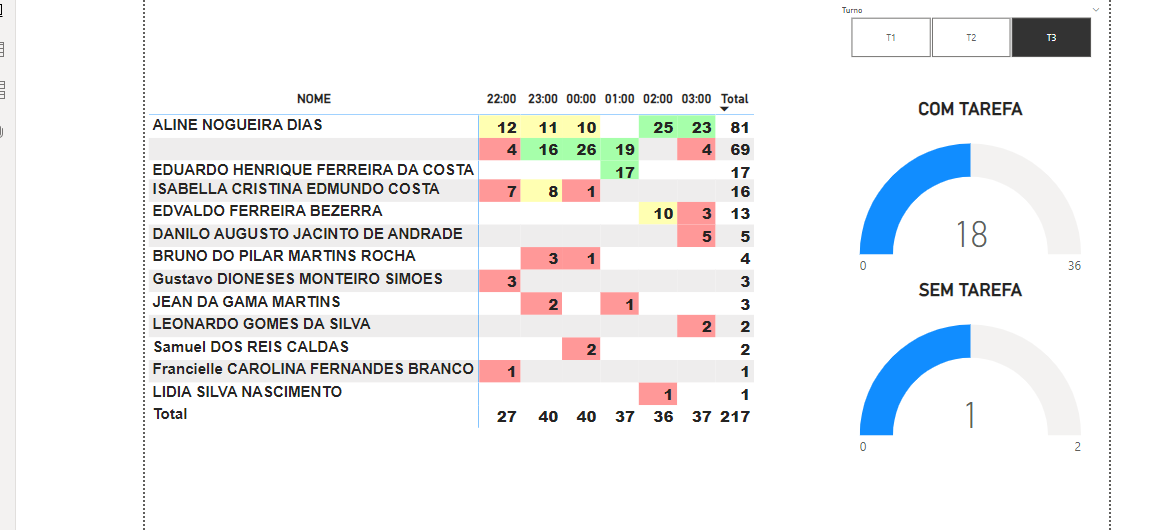 Turno
T1 T2 T3
NOME 22:00 23:00 00:00 01:00 02:00 03:00 Total
ALINE NOGUEIRA DIAS 12 11 10 25 23 81
4 16 26 19 4 69
EDUARDO HENRIQUE FERREIRA DA COSTA 17 17
ISABELLA CRISTINA EDMUNDO COSTA 7 8 1 16
EDVALDO FERREIRA BEZERRA 10 3 13
DANILO AUGUSTO JACINTO DE ANDRADE 5 5
BRUNO DO PILAR MARTINS ROCHA 3 1 4
Gustavo DIONESES MONTEIRO SIMOES 3 3
JEAN DA GAMA MARTINS 2 1 3
LEONARDO GOMES DA SILVA 2 2
Samuel DOS REIS CALDAS 2 2
Francielle CAROLINA FERNANDES BRANCO 1 1
LIDIA SILVA NASCIMENTO 1 1
Total 27 40 40 37 36 37 217
COM TAREFA
18
0 36
SEM TAREFA
1
0 2